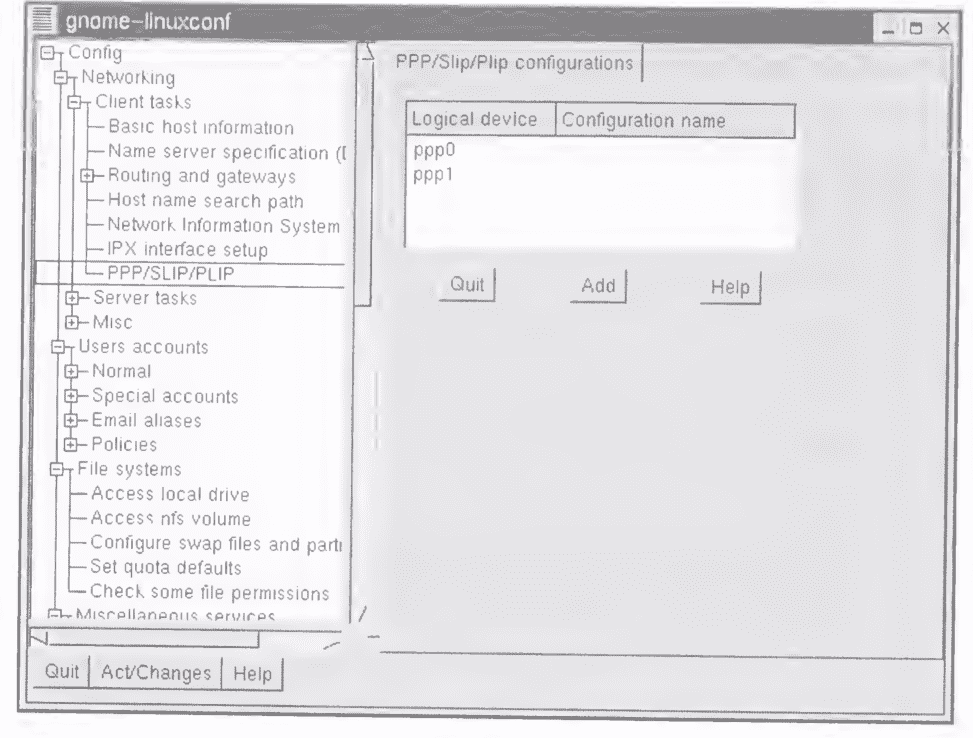 gnome-linuxconf
Config
Networking
Client tasks
Basic host information
Name server specification (
Routing and gateways
Host name search path
Network Information System
IPX interface setup
PPP/SLIP/PLIP
Server tasks
Misc
Users accounts
Normal
Special accounts
Email aliases
Policies
File systems
Access local drive
Access nfs volume
Configure swap files and parti
Set quota defaults
Check some file permissions
Miscellaneous services
Quit Act/Changes Help
PPP/Slip/Plip configurations
Logical device Configuration name
ppp0
ppp1
Quit Add Help